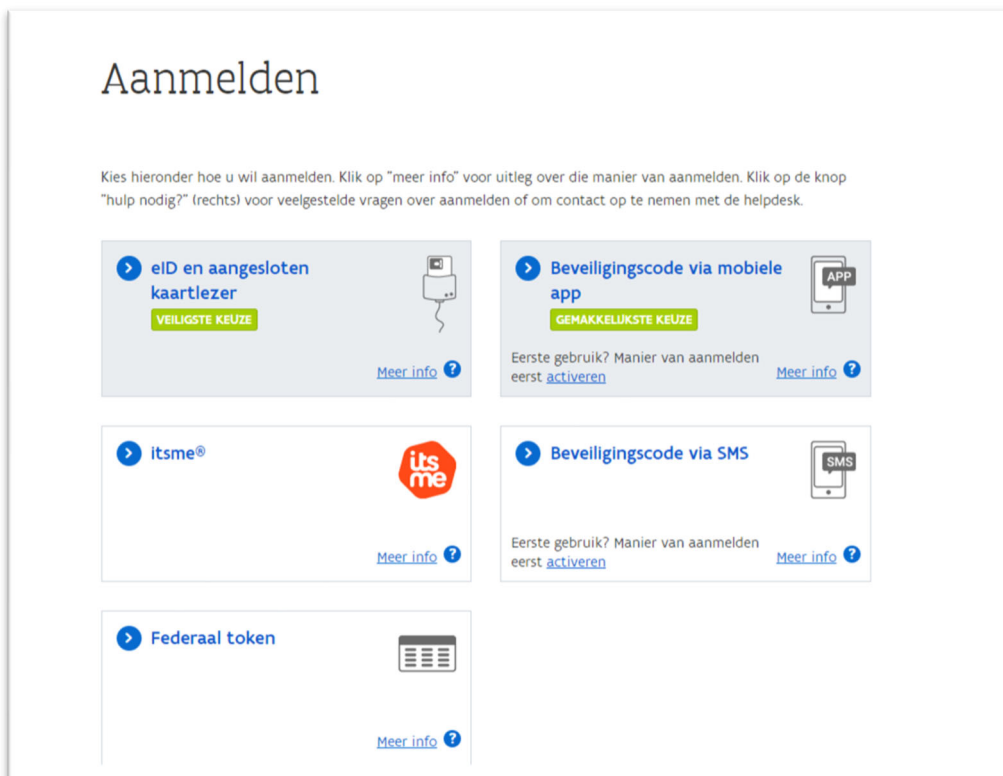 Aanmelden
Kies hieronder hoe u wil aanmelden. Klik op "meer info" voor uitleg over die manier van aanmelden. Klik op de knop
"hulp nodig?" (rechts) voor veelgestelde vragen over aanmelden of om contact op te nemen met de helpdesk.
eID en aangesloten
kaartlezer
VEILIGSTE KEUZE
Meer info ?
Beveiligingscode via mobiele
app
APP
GEMAKKELIJKSTE KEUZE
Eerste gebruik? Manier van aanmelden
eerst activeren
Meer info ?
itsme®
its
me
Meer info ?
Beveiligingscode via SMS
SMS
Eerste gebruik? Manier van aanmelden
eerst activeren
Meer info ?
Federaal token
Meer info ?